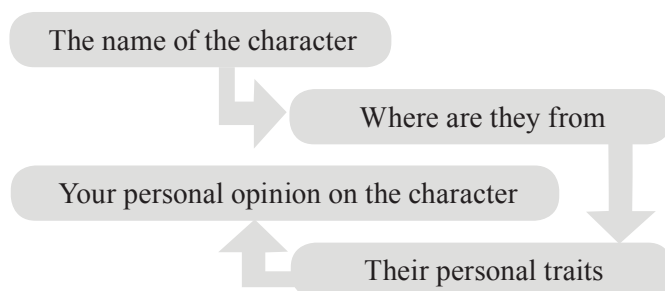 The name of the character
Where are they from
Your personal opinion on the character
Their personal traits